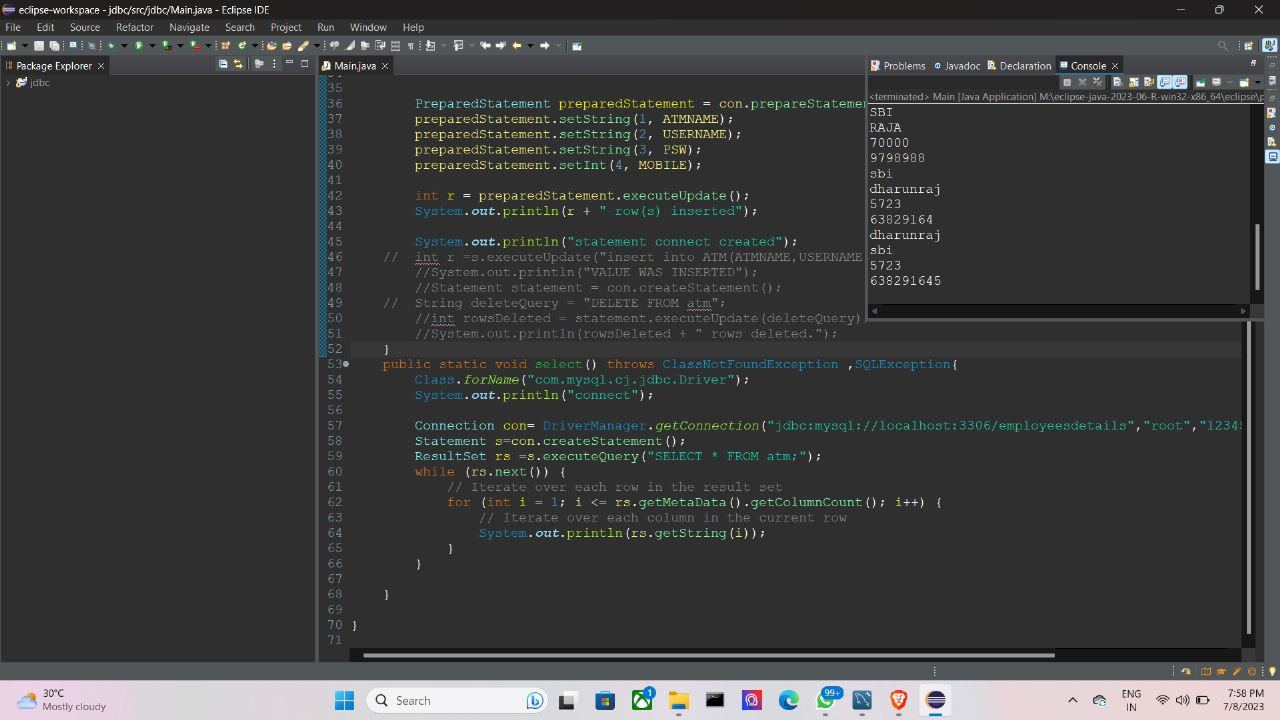 eclipse-workspace - jdbc/src/jdbc/Main.java - Eclipse IDE
File Edit Source Refactor Navigate Search Project Run Window Help
Package Explorer
jdbc
Main.java
35
36 PreparedStatement preparedStatement = con.prepareStatemen
37 preparedStatement.setString(1, ATMNAME);
38 preparedStatement.setString(2, USERNAME);
39 preparedStatement.setString(3, PSW);
40 preparedStatement.setInt(4, MOBILE);
41
42 int r = preparedStatement.executeUpdate();
43 System.out.println(r + " row(s) inserted");
44
45 System.out.println("statement connect created");
46 // int r =s.executeUpdate("insert into ATM(ATMNAME,USERNAME
47 //System.out.println("VALUE WAS INSERTED");
48 //Statement statement = con.createStatement();
49 // String deleteQuery = "DELETE FROM atm";
50 //int rowsDeleted = statement.executeUpdate(deleteQuery)
51 //System.out.println(rowsDeleted + " rows deleted.");
52 }
53 public static void select() throws ClassNotFoundException ,SQLException{
54 Class.forName("com.mysql.cj.jdbc.Driver");
55 System.out.println("connect");
56
57 Connection con= DriverManager.getConnection("jdbc:mysql://localhost:3306/employeesdetails","root","12345
58 Statement s=con.createStatement();
59 ResultSet rs =s.executeQuery("SELECT * FROM atm;");
60 while (rs.next()) {
61 // Iterate over each row in the result set
62 for (int i = 1; i <= rs.getMetaData().getColumnCount(); i++) {
63 // Iterate over each column in the current row
64 System.out.println(rs.getString(i));
65 }
66 }
67
68 }
69
70 }
71
Problems Javadoc Declaration Console
<terminated> Main [Java Application] M:\eclipse-java-2023-06-R-win32-x86_64\eclipse\p
SBI
RAJA
70000
9798988
sbi
dharunraj
5723
63829164
dharunraj
sbi
5723
638291645
30°C
Mostly cloudy
Search
1
99+
ENG
IN
7:58 PM
7/8/2023